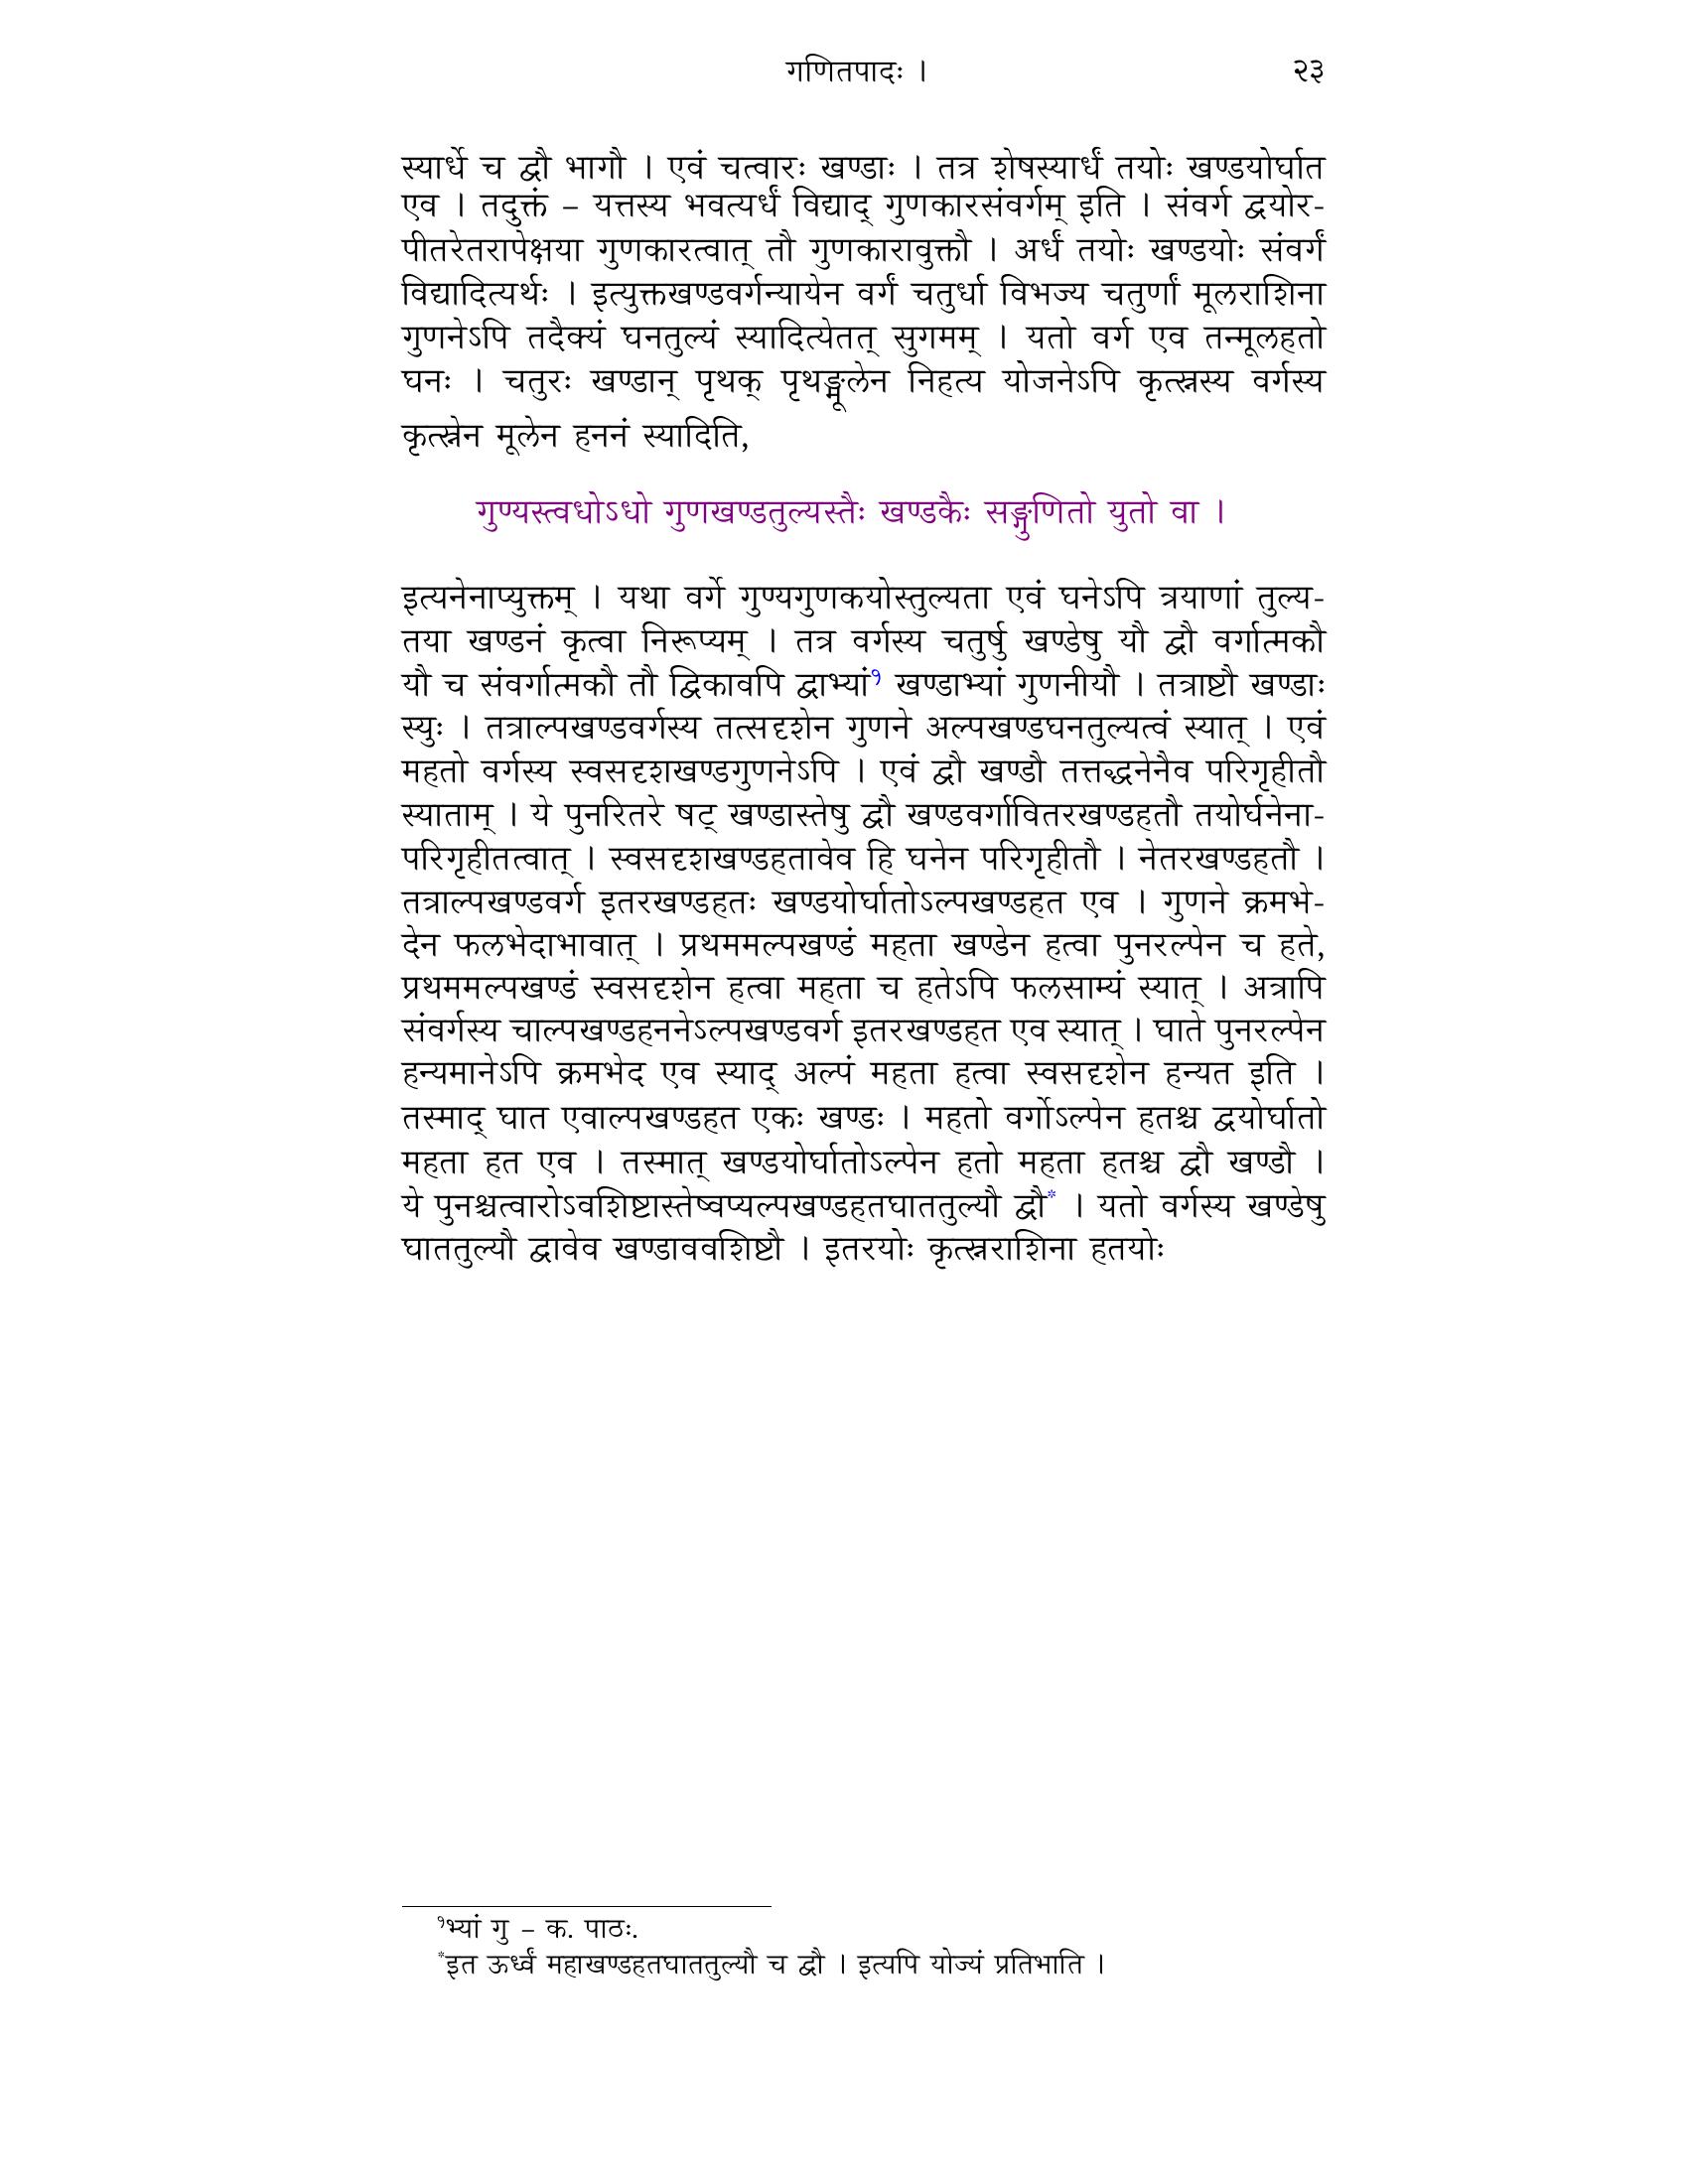 गणितपादः । २३
स्यार्धे च द्वौ भागौ । एवं चत्वारः खण्डाः । तत्र शेषस्यार्धं तयोः खण्डयोर्घात
एव । तदुक्तं – यत्तस्य भवत्यर्धं विद्याद् गुणकारसंवर्गम् इति । संवर्ग द्वयोर-
पीतरेतरापेक्षया गुणकारत्वात् तौ गुणकारावुक्तौ । अर्धं तयोः खण्डयोः संवर्गं
विद्यादित्यर्थः । इत्युक्तखण्डवर्गन्यायेन वर्गं चतुर्धा विभज्य चतुर्णां मूलराशिना
गुणनेऽपि तदैक्यं घनतुल्यं स्यादित्येतत् सुगमम् । यतो वर्ग एव तन्मूलहतो
घनः । चतुरः खण्डान् पृथक् पृथङ्मूलेन निहत्य योजनेऽपि कृत्स्नस्य वर्गस्य
कृत्स्नेन मूलेन हननं स्यादिति,
गुण्यस्त्वधोऽधो गुणखण्डतुल्यस्तैः खण्डकैः सङ्गुणितो युतो वा ।
इत्यनेनाप्युक्तम् । यथा वर्गे गुण्यगुणकयोस्तुल्यता एवं घनेऽपि त्रयाणां तुल्य-
तया खण्डनं कृत्वा निरूप्यम् । तत्र वर्गस्य चतुर्षु खण्डेषु यौ द्वौ वर्गात्मकौ
यौ च संवर्गात्मकौ तौ द्विकावपि द्वाभ्यां१ खण्डाभ्यां गुणनीयौ । तत्राष्टौ खण्डाः
स्युः । तत्राल्पखण्डवर्गस्य तत्सदृशेन गुणने अल्पखण्डघनतुल्यत्वं स्यात् । एवं
महतो वर्गस्य स्वसदृशखण्डगुणनेऽपि । एवं द्वौ खण्डौ तत्तद्धनेनैव परिगृहीतौ
स्याताम् । ये पुनरितरे षट् खण्डास्तेषु द्वौ खण्डवर्गावितरखण्डहतौ तयोर्घनेना-
परिगृहीतत्वात् । स्वसदृशखण्डहतावेव हि घनेन परिगृहीतौ । नेतरखण्डहतौ ।
तत्राल्पखण्डवर्ग इतरखण्डहतः खण्डयोर्घातोऽल्पखण्डहत एव । गुणने क्रमभे-
देन फलभेदाभावात् । प्रथममल्पखण्डं महता खण्डेन हत्वा पुनरल्पेन च हते,
प्रथममल्पखण्डं स्वसदृशेन हत्वा महता च हतेऽपि फलसाम्यं स्यात् । अत्रापि
संवर्गस्य चाल्पखण्डहननेऽल्पखण्डवर्ग इतरखण्डहत एव स्यात् । घाते पुनरल्पेन
हन्यमानेऽपि क्रमभेद एव स्याद् अल्पं महता हत्वा स्वसदृशेन हन्यत इति ।
तस्माद् घात एवाल्पखण्डहत एकः खण्डः । महतो वर्गोऽल्पेन हतश्च द्वयोर्घातो
महता हत एव । तस्मात् खण्डयोर्घातोऽल्पेन हतो महता हतश्च द्वौ खण्डौ ।
ये पुनश्चत्वारोऽवशिष्टास्तेष्वप्यल्पखण्डहतघाततुल्यौ द्वौ* । यतो वर्गस्य खण्डेषु
घाततुल्यौ द्वावेव खण्डाववशिष्टौ । इतरयोः कृत्स्नराशिना हतयोः
१भ्यां गु – क. पाठः.
*इत ऊर्ध्वं महाखण्डहतघाततुल्यौ च द्वौ । इत्यपि योज्यं प्रतिभाति ।